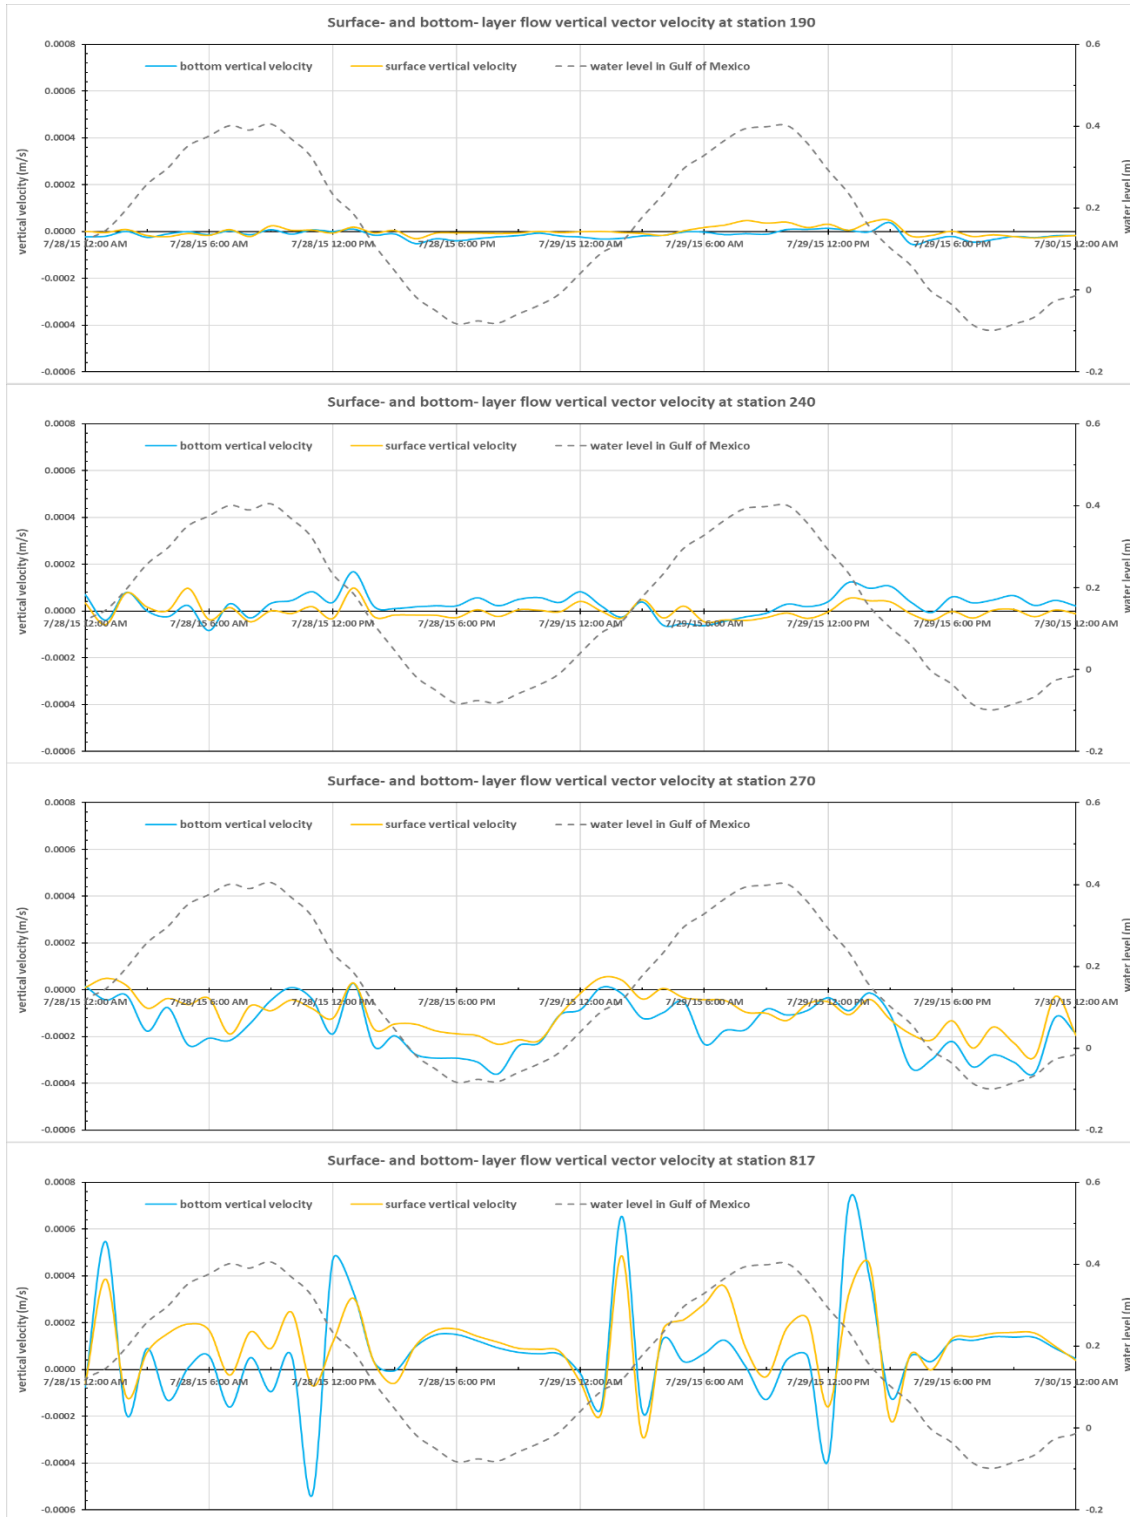 Surface- and bottom- layer flow vertical vector velocity at station 190
bottom vertical velocity surface vertical velocity water level in Gulf of Mexico
vertical velocity (m/s)
0.0008
0.0006
0.0004
0.0002
0.0000
-0.0002
-0.0004
-0.0006
7/28/15 12:00 AM 7/28/15 6:00 AM 7/28/15 12:00 PM 7/28/15 6:00 PM 7/29/15 12:00 AM 7/29/15 6:00 AM 7/29/15 12:00 PM 7/29/15 6:00 PM 7/30/15 12:00 AM
0.6
0.4
0.2
0
-0.2
water level (m)
Surface- and bottom- layer flow vertical vector velocity at station 240
bottom vertical velocity surface vertical velocity water level in Gulf of Mexico
vertical velocity (m/s)
0.0008
0.0006
0.0004
0.0002
0.0000
-0.0002
-0.0004
-0.0006
7/28/15 12:00 AM 7/28/15 6:00 AM 7/28/15 12:00 PM 7/28/15 6:00 PM 7/29/15 12:00 AM 7/29/15 6:00 AM 7/29/15 12:00 PM 7/29/15 6:00 PM 7/30/15 12:00 AM
0.6
0.4
0.2
0
-0.2
water level (m)
Surface- and bottom- layer flow vertical vector velocity at station 270
bottom vertical velocity surface vertical velocity water level in Gulf of Mexico
vertical velocity (m/s)
0.0008
0.0006
0.0004
0.0002
0.0000
-0.0002
-0.0004
-0.0006
7/28/15 12:00 AM 7/28/15 6:00 AM 7/28/15 12:00 PM 7/28/15 6:00 PM 7/29/15 12:00 AM 7/29/15 6:00 AM 7/29/15 12:00 PM 7/29/15 6:00 PM 7/30/15 12:00 AM
0.6
0.4
0.2
0
-0.2
water level (m)
Surface- and bottom- layer flow vertical vector velocity at station 817
bottom vertical velocity surface vertical velocity water level in Gulf of Mexico
vertical velocity (m/s)
0.0008
0.0006
0.0004
0.0002
0.0000
-0.0002
-0.0004
-0.0006
7/28/15 12:00 AM 7/28/15 6:00 AM 7/28/15 12:00 PM 7/28/15 6:00 PM 7/29/15 12:00 AM 7/29/15 6:00 AM 7/29/15 12:00 PM 7/29/15 6:00 PM 7/30/15 12:00 AM
0.6
0.4
0.2
0
-0.2
water level (m)